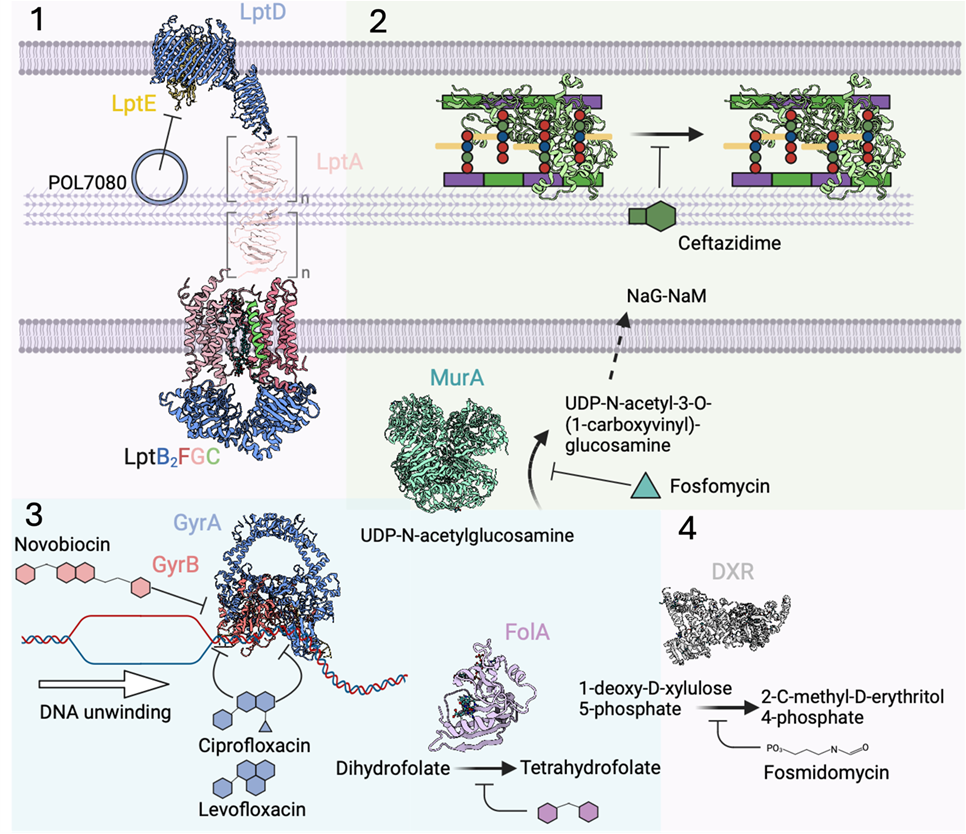 1
LptD
LptE
POL7080
LptA
n
n
LptB2FGC
2
Ceftazidime
NaG-NaM
MurA
UDP-N-acetyl-3-O-
(1-carboxyvinyl)-
glucosamine
Fosfomycin
UDP-N-acetylglucosamine
3
GyrA
Novobiocin
GyrB
DNA unwinding
Ciprofloxacin
Levofloxacin
FolA
Dihydrofolate
Tetrahydrofolate
4
DXR
1-deoxy-D-xylulose
5-phosphate
2-C-methyl-D-erythritol
4-phosphate
PO3
N
O
Fosmidomycin